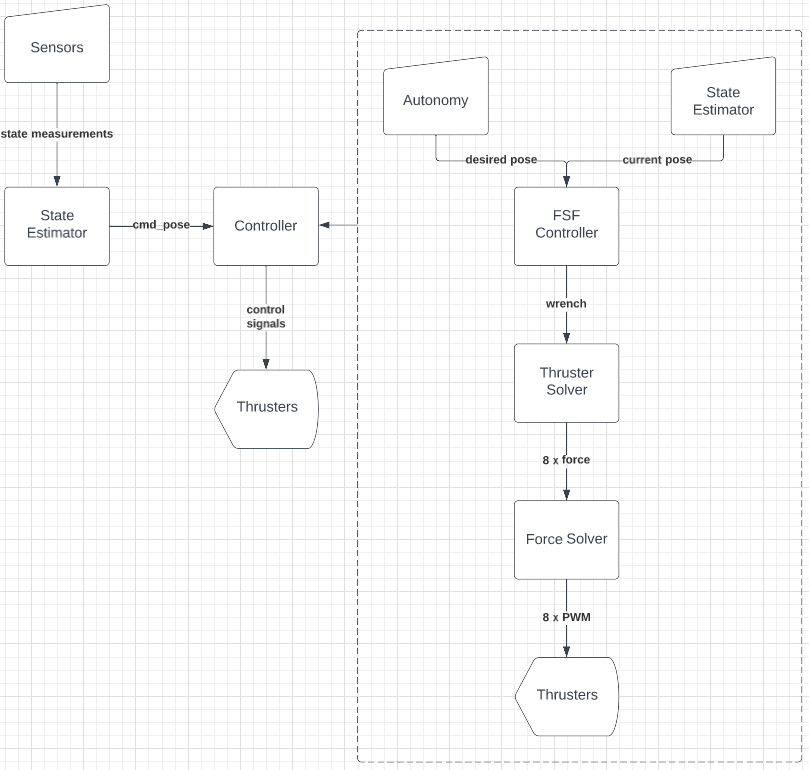 Sensors
state measurements
State
Estimator
cmd_pose
Controller
control
signals
Thrusters
Autonomy
State
Estimator
desired pose
current pose
FSF
Controller
wrench
Thruster
Solver
8 x force
Force Solver
8 x PWM
Thrusters